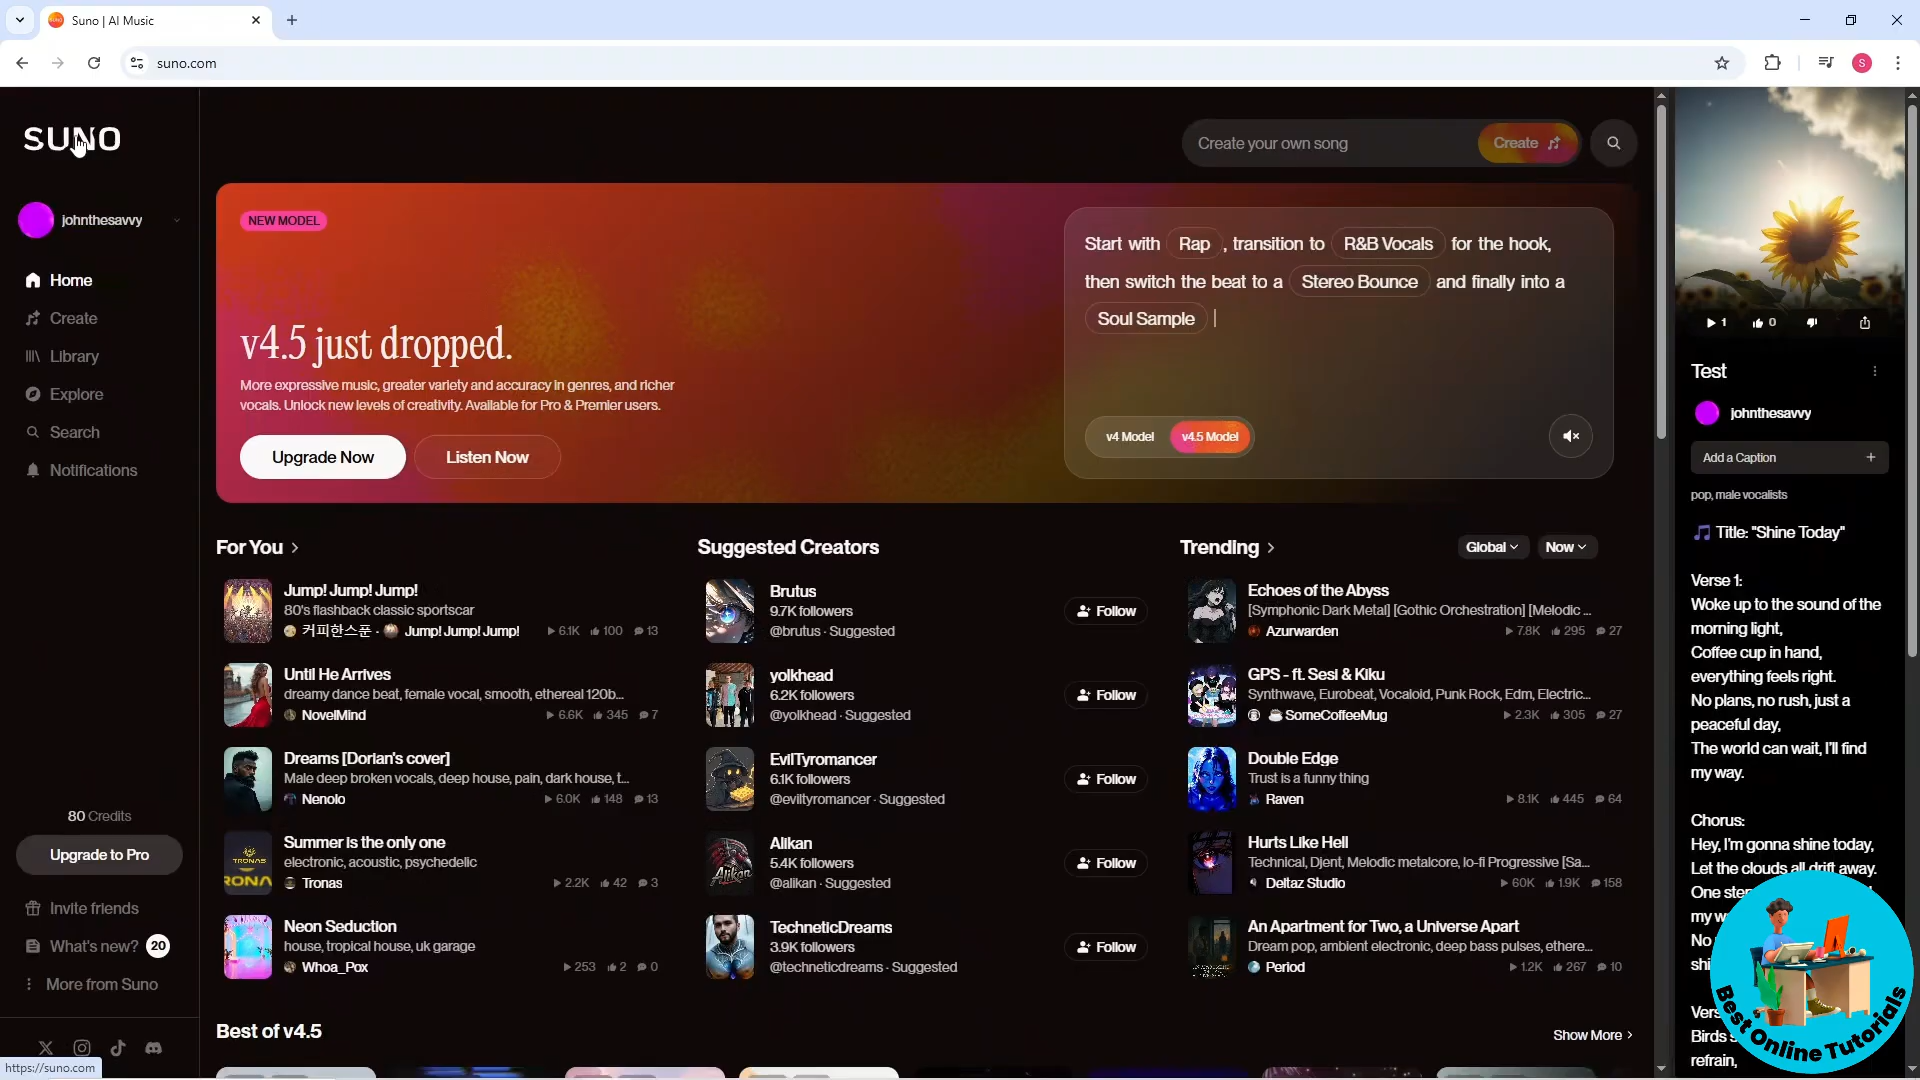 Suno | AI Music
suno.com
S
SUNO
johnthesavvy
Home
Create
Library
Explore
Search
Notifications
80 Credits
Upgrade to Pro
Invite friends
What's new? 20
More from Suno
https://suno.com
Create your own song
Create
NEW MODEL
v4.5 just dropped.
More expressive music, greater variety and accuracy in genres, and richer
vocals. Unlock new levels of creativity. Available for Pro & Premier users.
Upgrade Now
Listen Now
Start with Rap , transition to R&B Vocals for the hook,
then switch the beat to a Stereo Bounce and finally into a
Soul Sample
v4 Model
v4.5 Model
For You
Jump! Jump! Jump!
80's flashback classic sportscar
커피한스푼 · Jump! Jump! Jump! 6.1K 100 13
Until He Arrives
dreamy dance beat, female vocal, smooth, ethereal 120b...
NovelMind 6.6K 345 7
Dreams [Dorian's cover]
Male deep broken vocals, deep house, pain, dark house, t...
Nenolo 6.0K 148 13
TRONAS
RONA
Summer is the only one
electronic, acoustic, psychedelic
Tronas 2.2K 42 3
Neon Seduction
house, tropical house, uk garage
Whoa_Pox 253 2 0
Suggested Creators
Brutus
9.7K followers
@brutus · Suggested
Follow
yolkhead
6.2K followers
@yolkhead · Suggested
Follow
EvilTyromancer
6.1K followers
@eviltyromancer · Suggested
Follow
Alikan
Alikan
5.4K followers
@alikan · Suggested
Follow
TechneticDreams
3.9K followers
@techneticdreams · Suggested
Follow
Trending
Global
Now
Echoes of the Abyss
[Symphonic Dark Metal] [Gothic Orchestration] [Melodic ...
Azurwarden 7.8K 295 27
GPS - ft. Sesi & Kiku
Synthwave, Eurobeat, Vocaloid, Punk Rock, Edm, Electric...
SomeCoffeeMug 2.3K 305 27
Double Edge
Trust is a funny thing
Raven 8.1K 445 64
Hurts Like Hell
Technical, Djent, Melodic metalcore, lo-fi Progressive [Sa...
Deltaz Studio 60K 1.9K 158
An Apartment for Two, a Universe Apart
Dream pop, ambient electronic, deep bass pulses, ethere...
Period 1.2K 267 10
Best of v4.5
Show More
1 0
Test
johnthesavvy
Add a Caption
pop, male vocalists
🎵 Title: "Shine Today"
Verse 1:
Woke up to the sound of the
morning light,
Coffee cup in hand,
everything feels right.
No plans, no rush, just a
peaceful day,
The world can wait, I'll find
my way.
Chorus:
Hey, I'm gonna shine today,
Let the clouds all drift away.
One
my
No
shi
Birds
refrain,
Best Online Tutorials